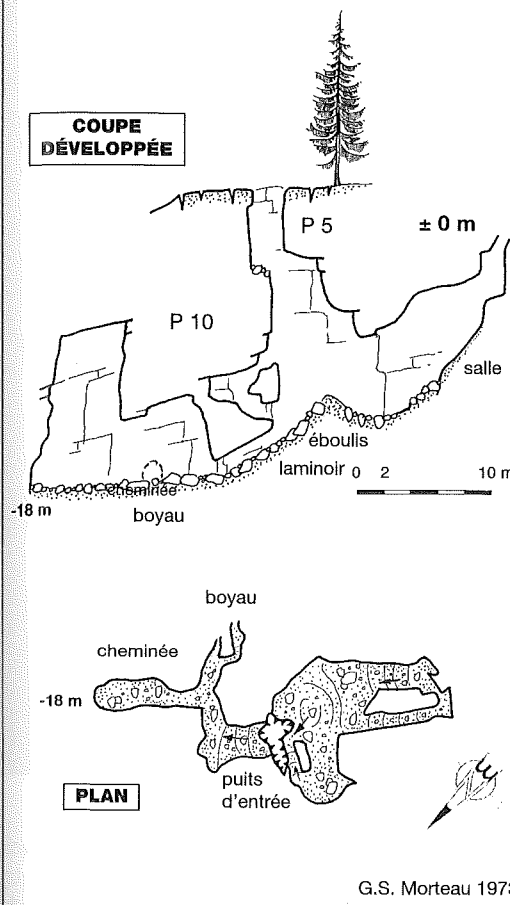 COUPE
DÉVELOPPÉE
P 5
± 0 m
P 10
salle
éboulis
laminoir
0 2 10 m
cheminée
-18 m
boyau
boyau
cheminée
-18 m
puits
d'entrée
PLAN
G.S. Morteau 1973